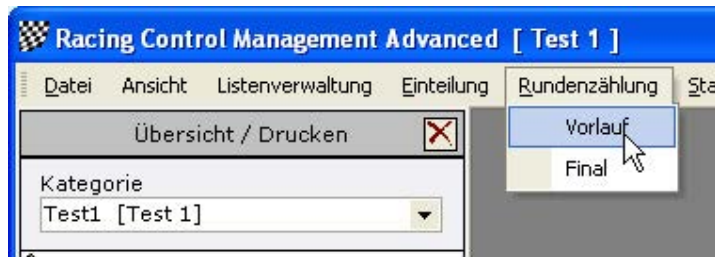 Racing Control Management Advanced [ Test 1 ]
Datei Ansicht Listenverwaltung Einteilung Rundenzählung Sta
Übersicht / Drucken
Vorlauf
Final
Kategorie
Test1 [Test 1]